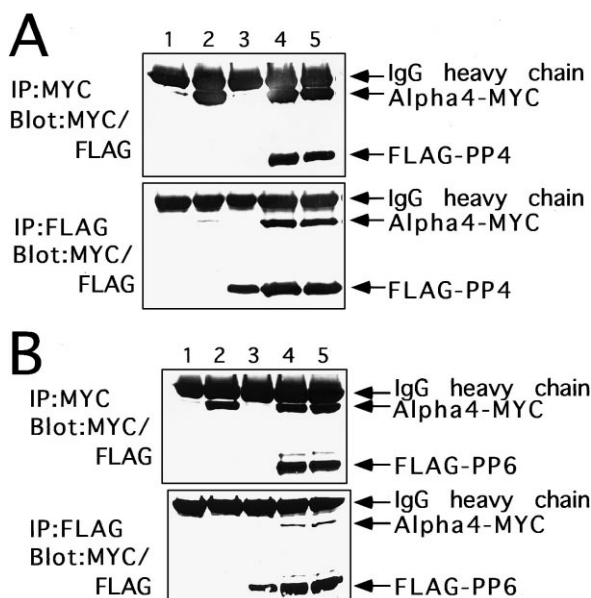 A
1 2 3 4 5
IP:MYC
Blot:MYC/
FLAG
IgG heavy chain
Alpha4-MYC
FLAG-PP4
IP:FLAG
Blot:MYC/
FLAG
IgG heavy chain
Alpha4-MYC
FLAG-PP4
B
1 2 3 4 5
IP:MYC
Blot:MYC/
FLAG
IgG heavy chain
Alpha4-MYC
FLAG-PP6
IP:FLAG
Blot:MYC/
FLAG
IgG heavy chain
Alpha4-MYC
FLAG-PP6